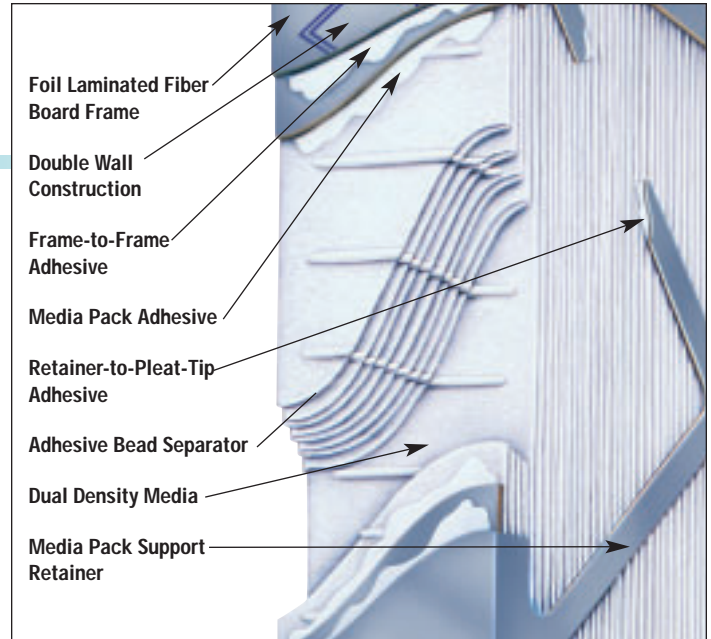 Foil Laminated Fiber
Board Frame
Double Wall
Construction
Frame-to-Frame
Adhesive
Media Pack Adhesive
Retainer-to-Pleat-Tip
Adhesive
Adhesive Bead Separator
Dual Density Media
Media Pack Support
Retainer